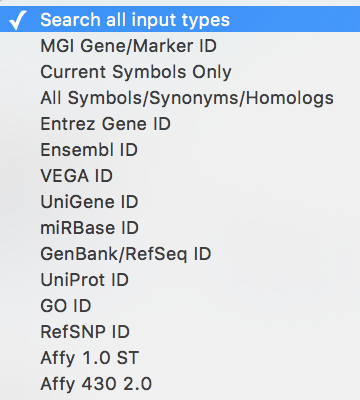 Search all input types
MGI Gene/Marker ID
Current Symbols Only
All Symbols/Synonyms/Homologs
Entrez Gene ID
Ensembl ID
VEGA ID
UniGene ID
miRBase ID
GenBank/RefSeq ID
UniProt ID
GO ID
RefSNP ID
Affy 1.0 ST
Affy 430 2.0